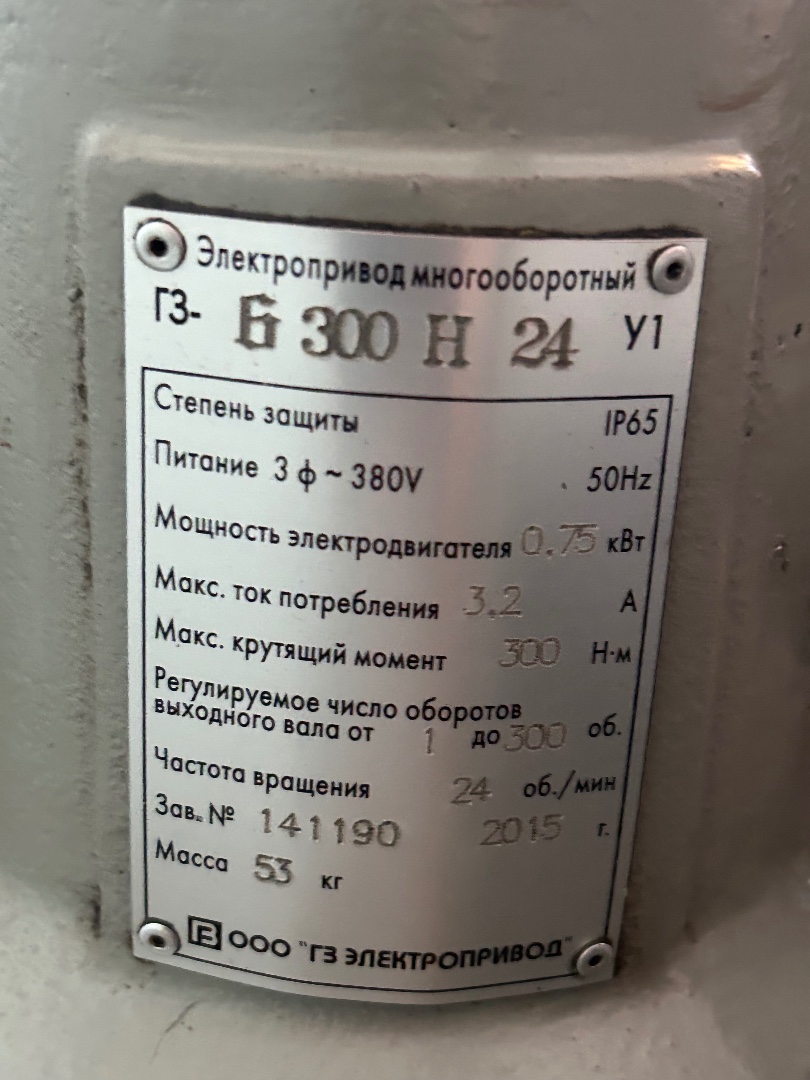 Электропривод многооборотный
ГЗ- Б 300 Н 24 У1
Степень защиты IP65
Питание 3 ф ~ 380V 50Hz
Мощность электродвигателя 0.75 кВт
Макс. ток потребления 3.2 А
Макс. крутящий момент 300 Н·м
Регулируемое число оборотов
выходного вала от 1 до 300 об.
Частота вращения 24 об./мин
Зав. № 141190 2015 г.
Масса 53 кг
ООО "ГЗ ЭЛЕКТРОПРИВОД"